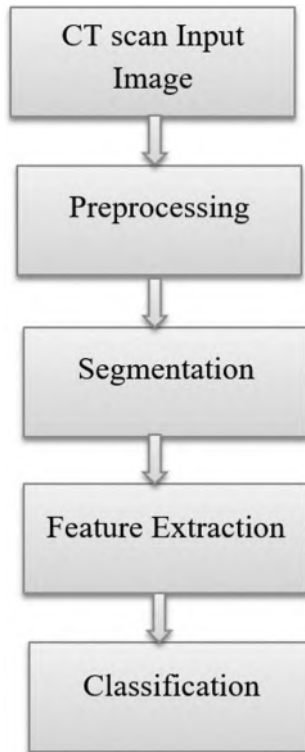 CT scan Input
Image
Preprocessing
Segmentation
Feature Extraction
Classification